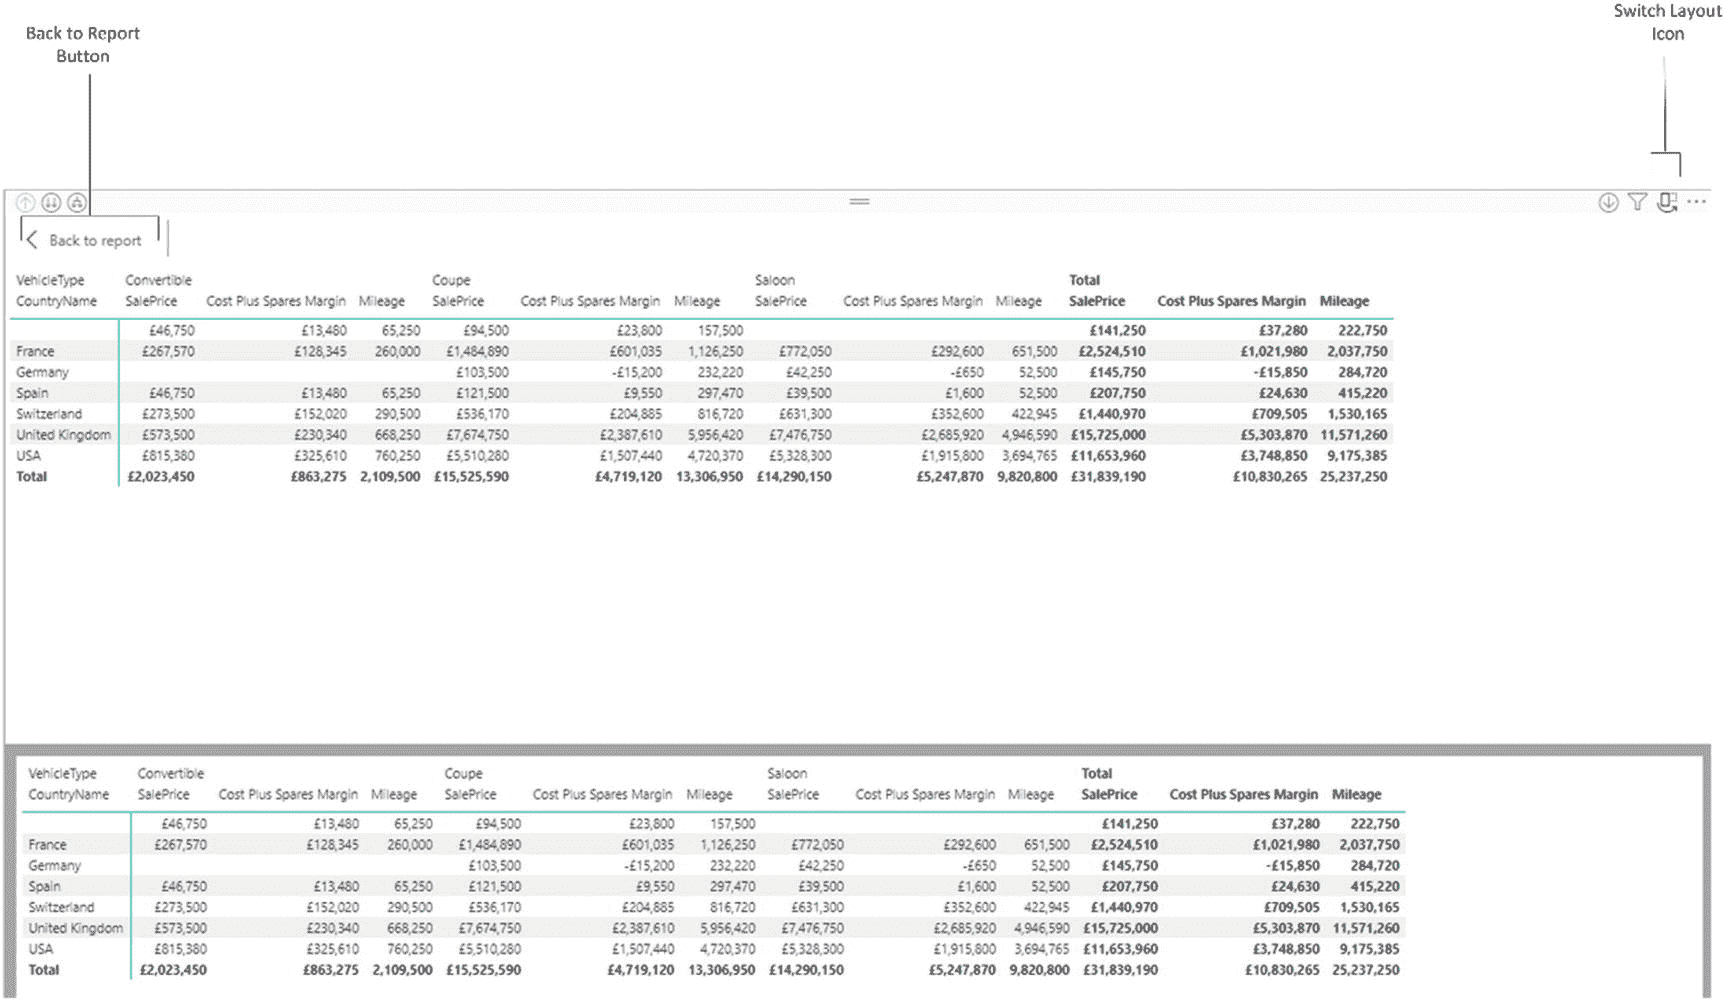 Back to Report
Button
Switch Layout
Icon
Back to report
VehicleType Convertible Coupe Saloon Total
CountryName SalePrice Cost Plus Spares Margin Mileage SalePrice Cost Plus Spares Margin Mileage SalePrice Cost Plus Spares Margin Mileage SalePrice Cost Plus Spares Margin Mileage
£46,750 £13,480 65,250 £94,500 £23,800 157,500 £141,250 £37,280 222,750
France £267,570 £128,345 260,000 £1,484,890 £601,035 1,126,250 £772,050 £292,600 651,500 £2,524,510 £1,021,980 2,037,750
Germany £103,500 -£15,200 232,220 £42,250 -£650 52,500 £145,750 -£15,850 284,720
Spain £46,750 £13,480 65,250 £121,500 £9,550 297,470 £39,500 £1,600 52,500 £207,750 £24,630 415,220
Switzerland £273,500 £152,020 290,500 £536,170 £204,885 816,720 £631,300 £352,600 422,945 £1,440,970 £709,505 1,530,165
United Kingdom £573,500 £230,340 668,250 £7,674,750 £2,387,610 5,956,420 £7,476,750 £2,685,920 4,946,590 £15,725,000 £5,303,870 11,571,260
USA £815,380 £325,610 760,250 £5,510,280 £1,507,440 4,720,370 £5,328,300 £1,915,800 3,694,765 £11,653,960 £3,748,850 9,175,385
Total £2,023,450 £863,275 2,109,500 £15,525,590 £4,719,120 13,306,950 £14,290,150 £5,247,870 9,820,800 £31,839,190 £10,830,265 25,237,250
VehicleType Convertible Coupe Saloon Total
CountryName SalePrice Cost Plus Spares Margin Mileage SalePrice Cost Plus Spares Margin Mileage SalePrice Cost Plus Spares Margin Mileage SalePrice Cost Plus Spares Margin Mileage
£46,750 £13,480 65,250 £94,500 £23,800 157,500 £141,250 £37,280 222,750
France £267,570 £128,345 260,000 £1,484,890 £601,035 1,126,250 £772,050 £292,600 651,500 £2,524,510 £1,021,980 2,037,750
Germany £103,500 -£15,200 232,220 £42,250 -£650 52,500 £145,750 -£15,850 284,720
Spain £46,750 £13,480 65,250 £121,500 £9,550 297,470 £39,500 £1,600 52,500 £207,750 £24,630 415,220
Switzerland £273,500 £152,020 290,500 £536,170 £204,885 816,720 £631,300 £352,600 422,945 £1,440,970 £709,505 1,530,165
United Kingdom £573,500 £230,340 668,250 £7,674,750 £2,387,610 5,956,420 £7,476,750 £2,685,920 4,946,590 £15,725,000 £5,303,870 11,571,260
USA £815,380 £325,610 760,250 £5,510,280 £1,507,440 4,720,370 £5,328,300 £1,915,800 3,694,765 £11,653,960 £3,748,850 9,175,385
Total £2,023,450 £863,275 2,109,500 £15,525,590 £4,719,120 13,306,950 £14,290,150 £5,247,870 9,820,800 £31,839,190 £10,830,265 25,237,250